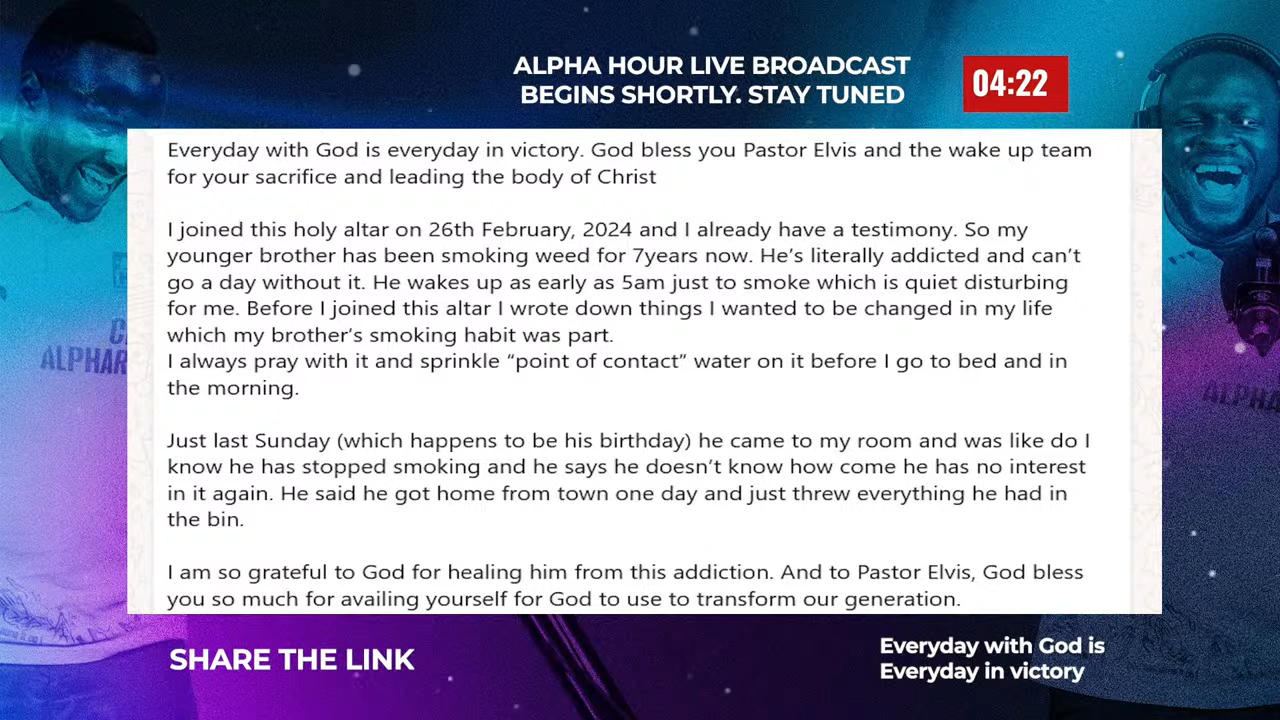 ALPHA HOUR LIVE BROADCAST
BEGINS SHORTLY. STAY TUNED
04:22
Everyday with God is everyday in victory. God bless you Pastor Elvis and the wake up team
for your sacrifice and leading the body of Christ
I joined this holy altar on 26th February, 2024 and I already have a testimony. So my
younger brother has been smoking weed for 7years now. He's literally addicted and can't
go a day without it. He wakes up as early as 5am just to smoke which is quiet disturbing
for me. Before I joined this altar I wrote down things I wanted to be changed in my life
which my brother's smoking habit was part.
I always pray with it and sprinkle “point of contact” water on it before I go to bed and in
the morning.
Just last Sunday (which happens to be his birthday) he came to my room and was like do I
know he has stopped smoking and he says he doesn't know how come he has no interest
in it again. He said he got home from town one day and just threw everything he had in
the bin.
I am so grateful to God for healing him from this addiction. And to Pastor Elvis, God bless
you so much for availing yourself for God to use to transform our generation.
ALPHAR
ALPHA
SHARE THE LINK
Everyday with God is
Everyday in victory